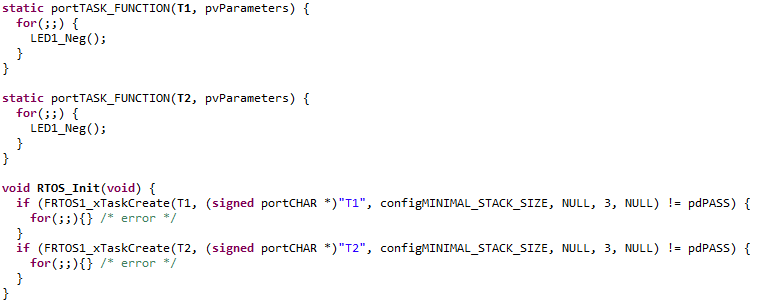 static portTASK_FUNCTION(T1, pvParameters) {
  for(;;) {
    LED1_Neg();
  }
}
static portTASK_FUNCTION(T2, pvParameters) {
  for(;;) {
    LED1_Neg();
  }
}
void RTOS_Init(void) {
  if (FRTOS1_xTaskCreate(T1, (signed portCHAR *)"T1", configMINIMAL_STACK_SIZE, NULL, 3, NULL) != pdPASS) {
    for(;;){} /* error */
  }
  if (FRTOS1_xTaskCreate(T2, (signed portCHAR *)"T2", configMINIMAL_STACK_SIZE, NULL, 3, NULL) != pdPASS) {
    for(;;){} /* error */
  }
}